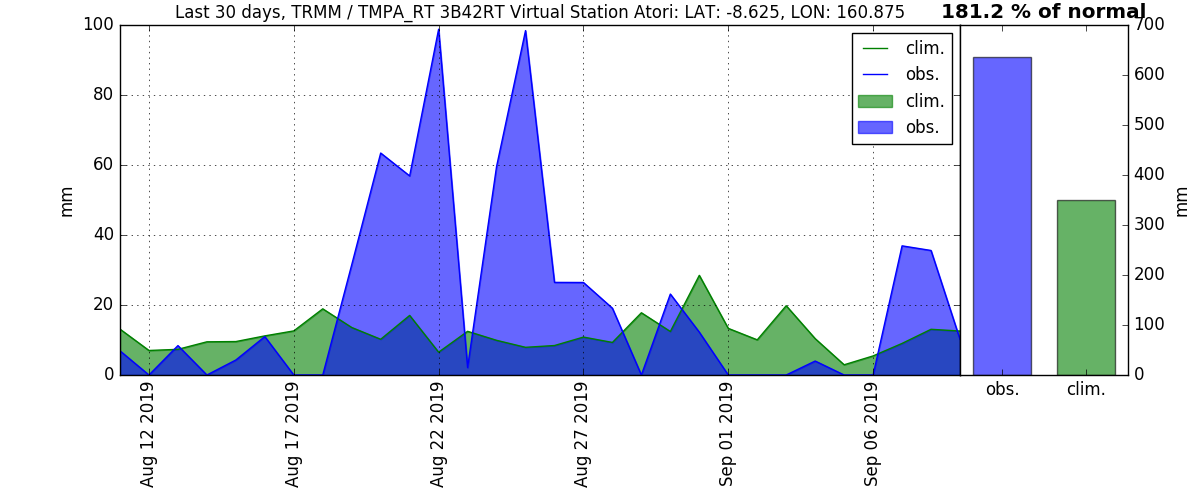 Last 30 days, TRMM / TMPA_RT 3B42RT Virtual Station Atori: LAT: -8.625, LON: 160.875
181.2 % of normal
mm
100
80
60
40
20
0
clim.
obs.
clim.
obs.
700
600
500
400
300
200
100
0
mm
obs.
clim.
Aug 12 2019
Aug 17 2019
Aug 22 2019
Aug 27 2019
Sep 01 2019
Sep 06 2019